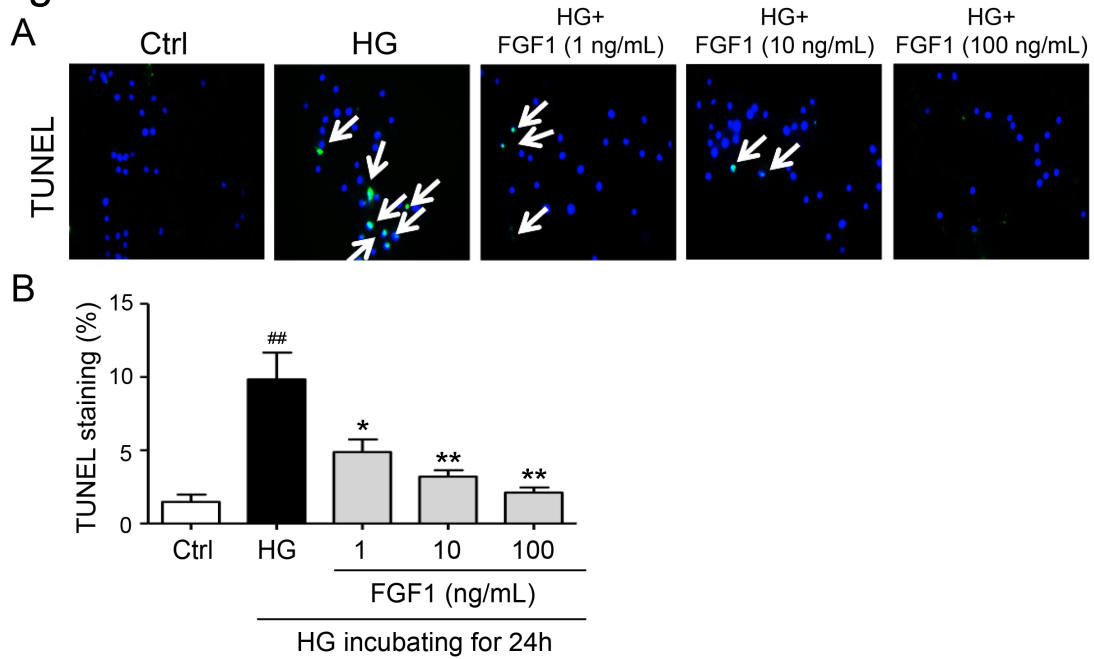 A
Ctrl
HG
HG+
FGF1 (1 ng/mL)
HG+
FGF1 (10 ng/mL)
HG+
FGF1 (100 ng/mL)
TUNEL
B
TUNEL staining (%)
15
10
5
0
##
*
**
**
Ctrl
HG
1
10
100
FGF1 (ng/mL)
HG incubating for 24h